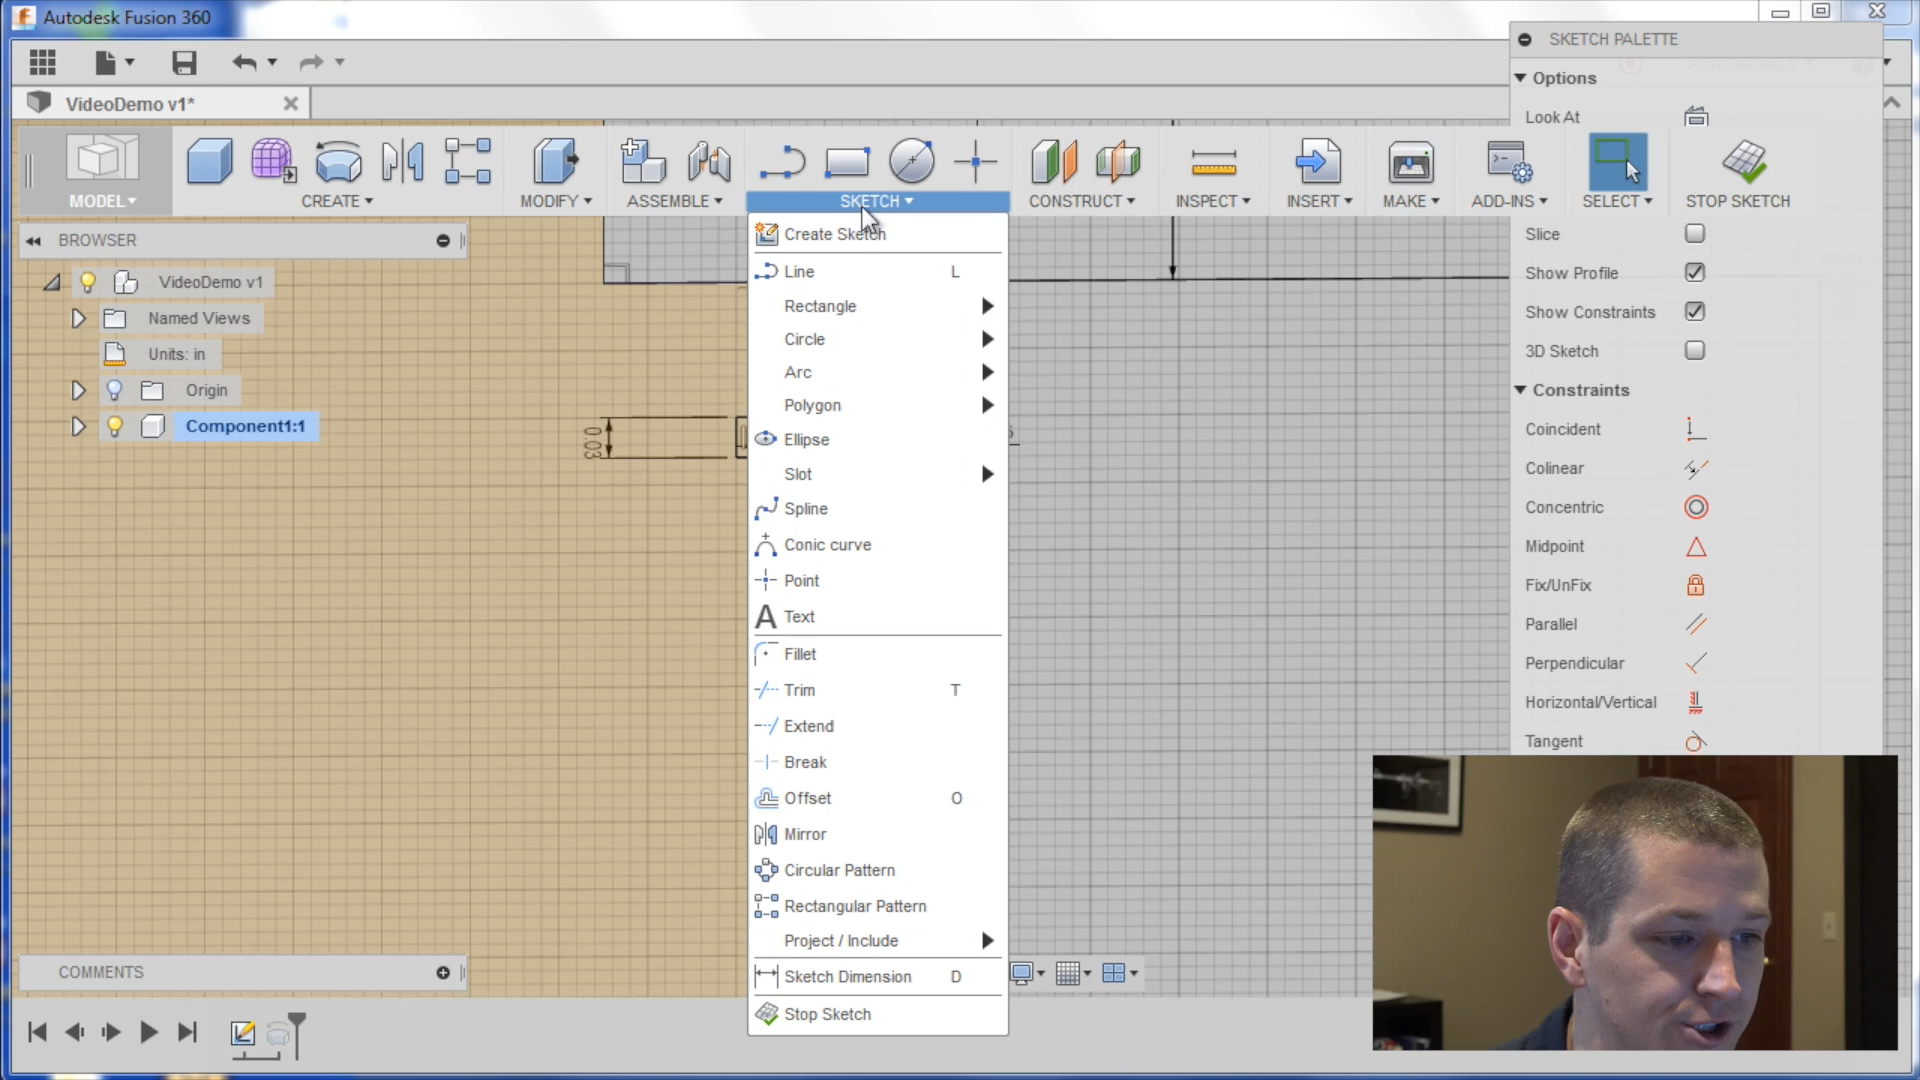 Autodesk Fusion 360
SKETCH PALETTE
Options
VideoDemo v1*
Look At
MODEL
CREATE
MODIFY
ASSEMBLE
SKETCH
CONSTRUCT
INSPECT
INSERT
MAKE
ADD-INS
SELECT
STOP SKETCH
BROWSER
VideoDemo v1
Named Views
Units: in
Origin
Component1:1
0.03
Create Sketch
Line L
Rectangle
Circle
Arc
Polygon
Ellipse
Slot
Spline
Conic curve
Point
A Text
Fillet
Trim T
Extend
Break
Offset O
Mirror
Circular Pattern
Rectangular Pattern
Project / Include
Sketch Dimension D
Stop Sketch
Slice
Show Profile
Show Constraints
3D Sketch
Constraints
Coincident
Colinear
Concentric
Midpoint
Fix/UnFix
Parallel
Perpendicular
Horizontal/Vertical
Tangent
COMMENTS